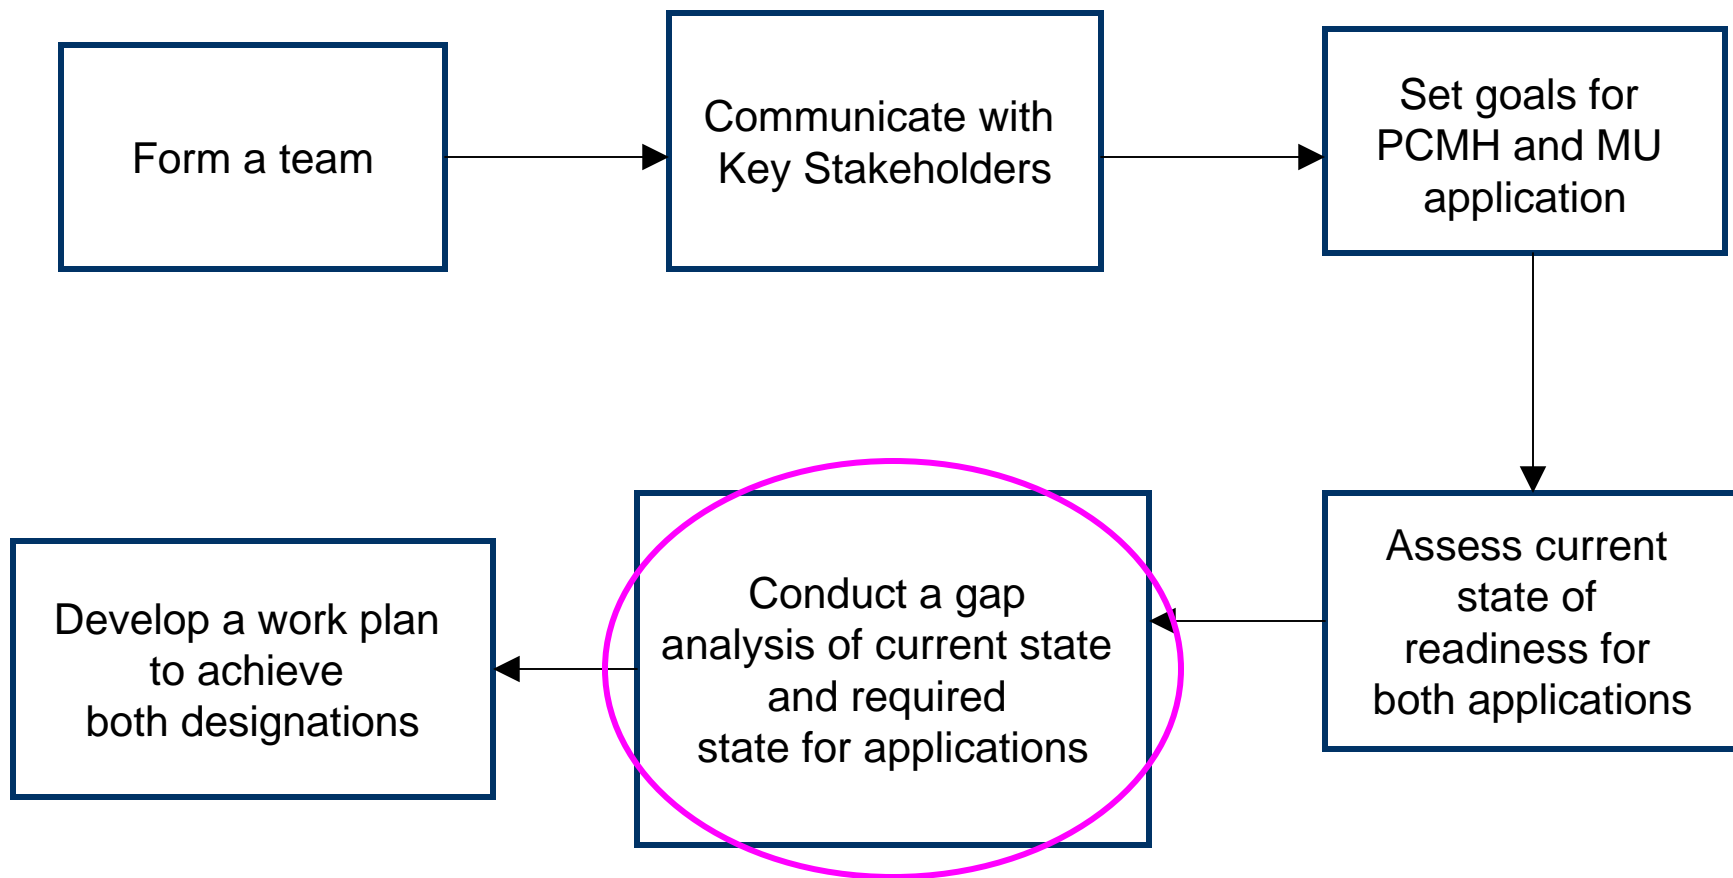 Form a team
Communicate with
Key Stakeholders
Set goals for
PCMH and MU
application
Assess current
state of
readiness for
both applications
Conduct a gap
analysis of current state
and required
state for applications
Develop a work plan
to achieve
both designations